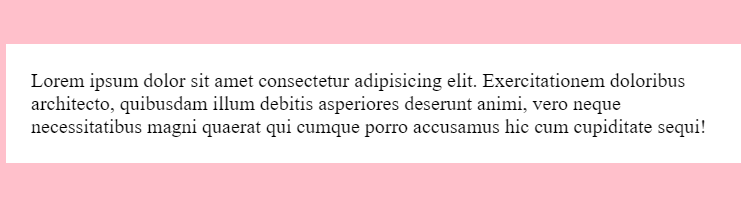 Lorem ipsum dolor sit amet consectetur adipisicing elit. Exercitationem doloribus
architecto, quibusdam illum debitis asperiores deserunt animi, vero neque
necessitatibus magni quaerat qui cumque porro accusamus hic cum cupiditate sequi!